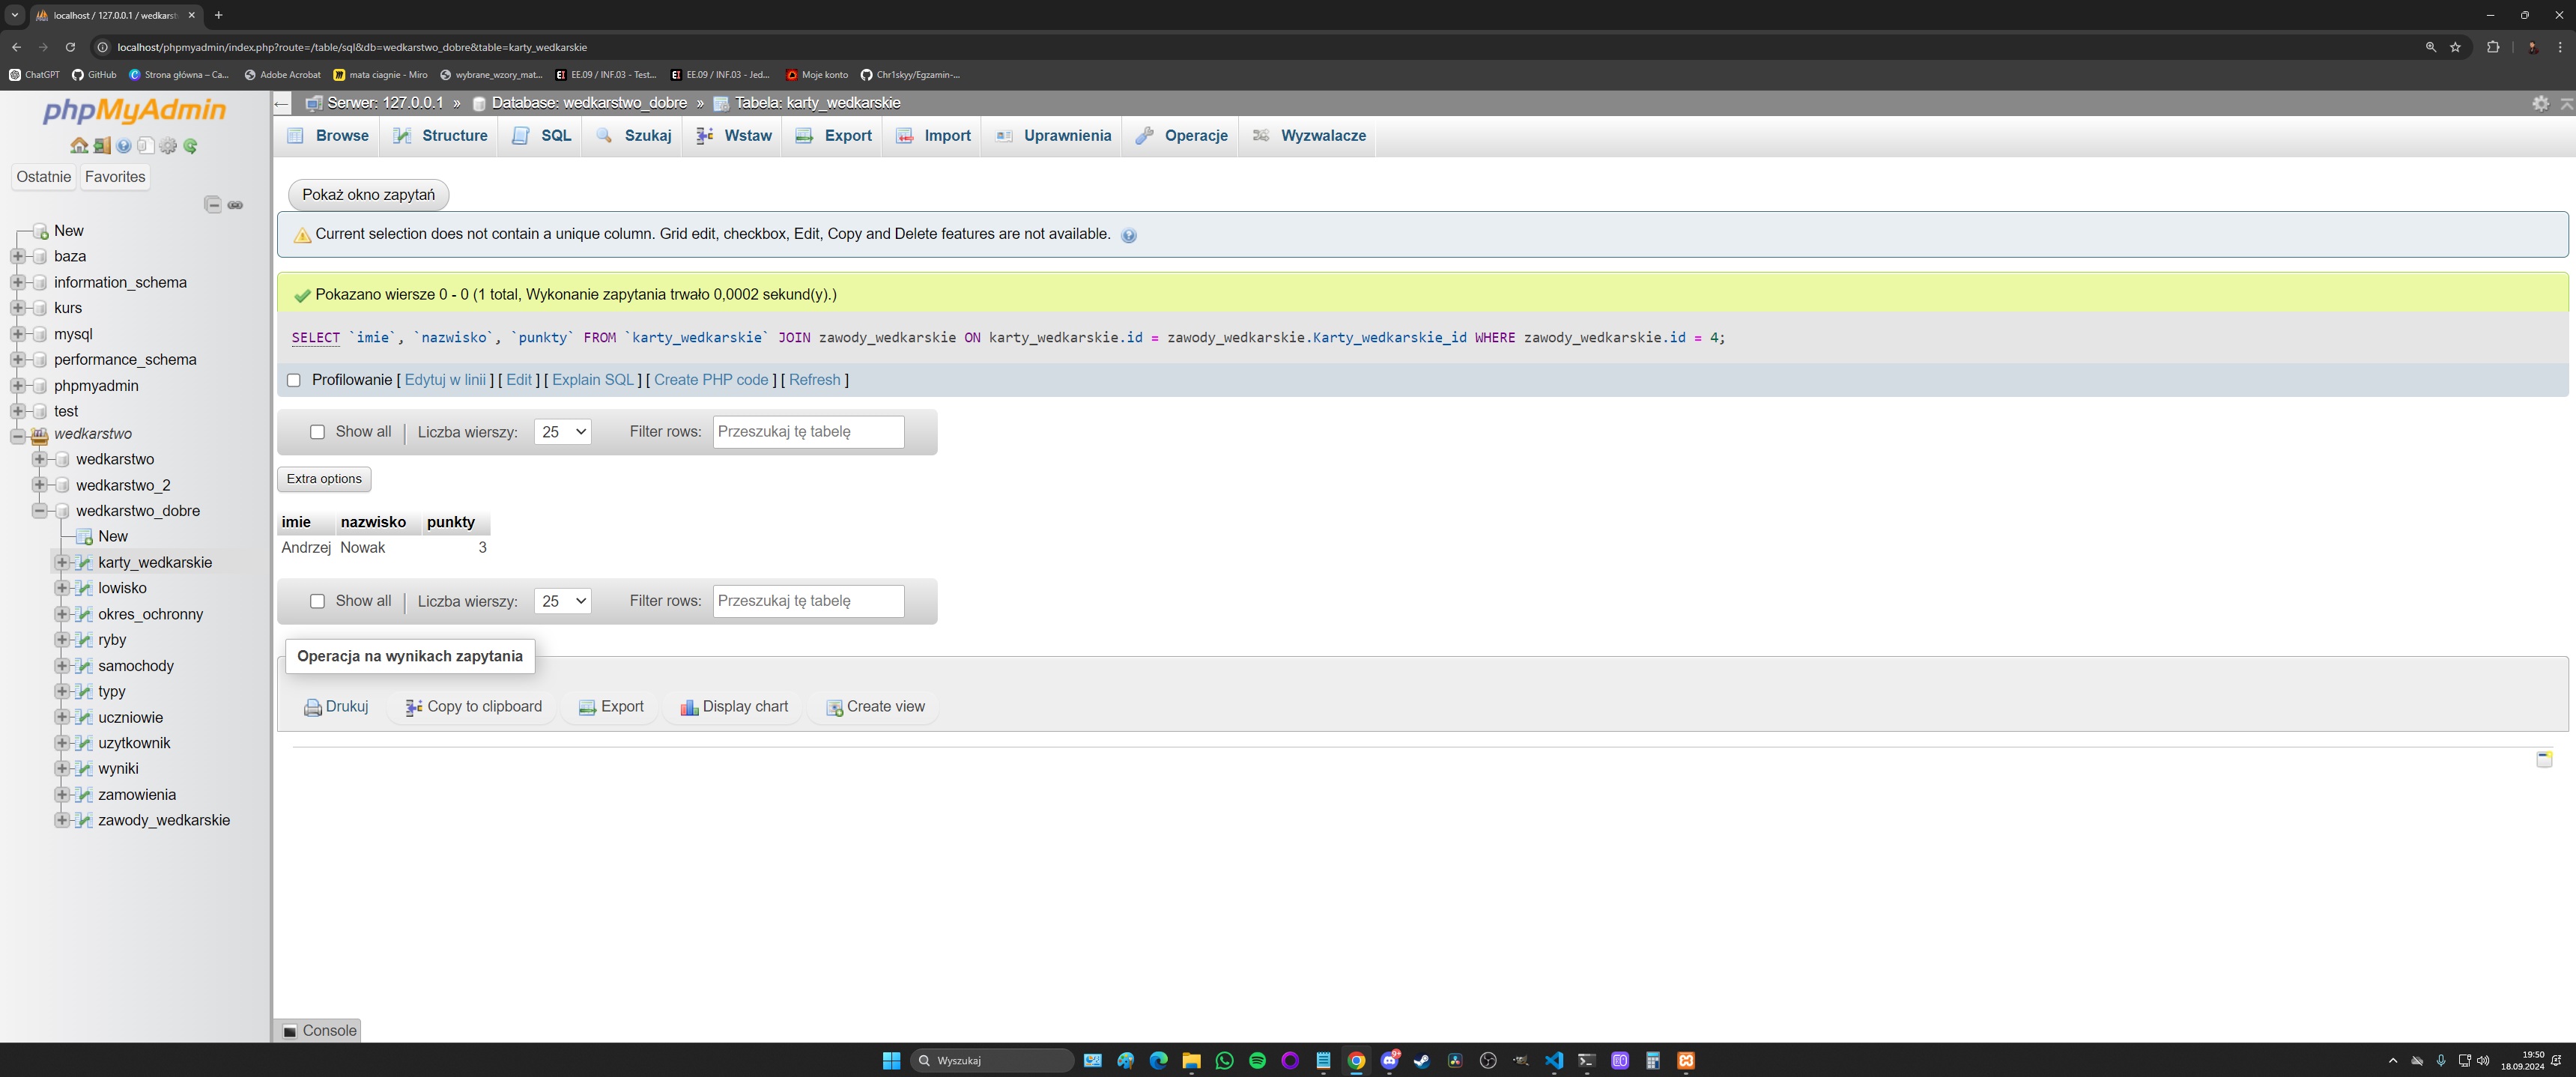 localhost / 127.0.0.1 / wedkarst
localhost/phpmyadmin/index.php?route=/table/sql&db=wedkarstwo_dobre&table=karty_wedkarskie
ChatGPT GitHub Strona główna – Ca... Adobe Acrobat mata ciagnie - Miro wybrane_wzory_mat... EE.09 / INF.03 - Test... EE.09 / INF.03 - Jed... Moje konto Chr1skyy/Egzamin-...
phpMyAdmin
Ostatnie Favorites
New
baza
information_schema
kurs
mysql
performance_schema
phpmyadmin
test
wedkarstwo
wedkarstwo
wedkarstwo_2
wedkarstwo_dobre
New
karty_wedkarskie
lowisko
okres_ochronny
ryby
samochody
typy
uczniowie
uzytkownik
wyniki
zamowienia
zawody_wedkarskie
Serwer: 127.0.0.1 » Database: wedkarstwo_dobre » Tabela: karty_wedkarskie
Browse Structure SQL Szukaj Wstaw Export Import Uprawnienia Operacje Wyzwalacze
Pokaż okno zapytań
Current selection does not contain a unique column. Grid edit, checkbox, Edit, Copy and Delete features are not available.
Pokazano wiersze 0 - 0 (1 total, Wykonanie zapytania trwało 0,0002 sekund(y).)
SELECT `imie`, `nazwisko`, `punkty` FROM `karty_wedkarskie` JOIN zawody_wedkarskie ON karty_wedkarskie.id = zawody_wedkarskie.Karty_wedkarskie_id WHERE zawody_wedkarskie.id = 4;
Profilowanie [ Edytuj w linii ] [ Edit ] [ Explain SQL ] [ Create PHP code ] [ Refresh ]
Show all | Liczba wierszy: 25 Filter rows: Przeszukaj tę tabelę
Extra options
imie nazwisko punkty
Andrzej Nowak 3
Show all | Liczba wierszy: 25 Filter rows: Przeszukaj tę tabelę
Operacja na wynikach zapytania
Drukuj Copy to clipboard Export Display chart Create view
Console
Wyszukaj
9+
19:50
18.09.2024